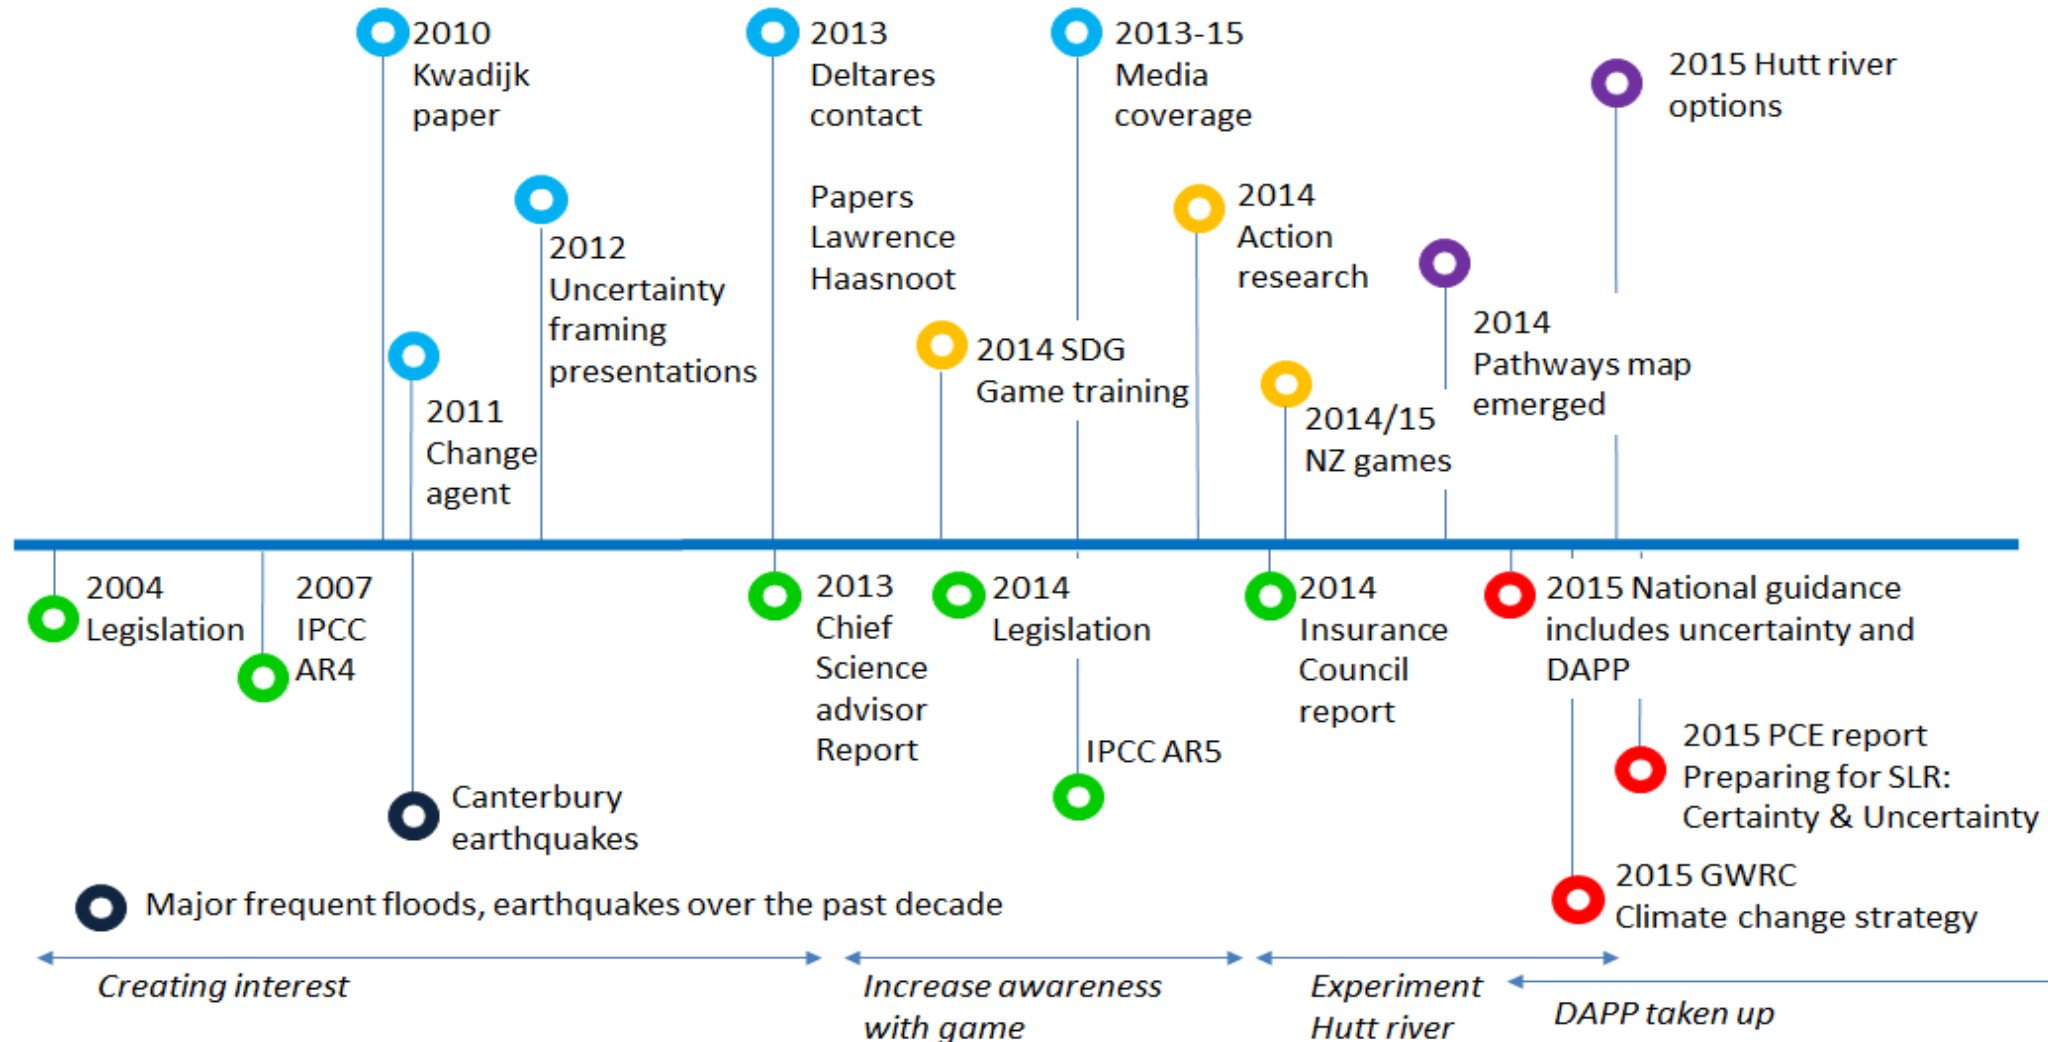 2010
Kwadijk
paper
2013
Deltares
contact
Papers
Lawrence
Haasnoot
2013-15
Media
coverage
2015 Hutt river
options
2012
Uncertainty
framing
presentations
2014
Action
research
2011
Change
agent
2014 SDG
Game training
2014/15
NZ games
2014
Pathways map
emerged
2004
Legislation
2007
IPCC
AR4
2013
Chief
Science
advisor
Report
2014
Legislation
2014
Insurance
Council
report
2015 National guidance
includes uncertainty and
DAPP
IPCC AR5
2015 PCE report
Preparing for SLR:
Certainty & Uncertainty
Canterbury
earthquakes
2015 GWRC
Climate change strategy
Major frequent floods, earthquakes over the past decade
Creating interest
Increase awareness
with game
Experiment
Hutt river
DAPP taken up